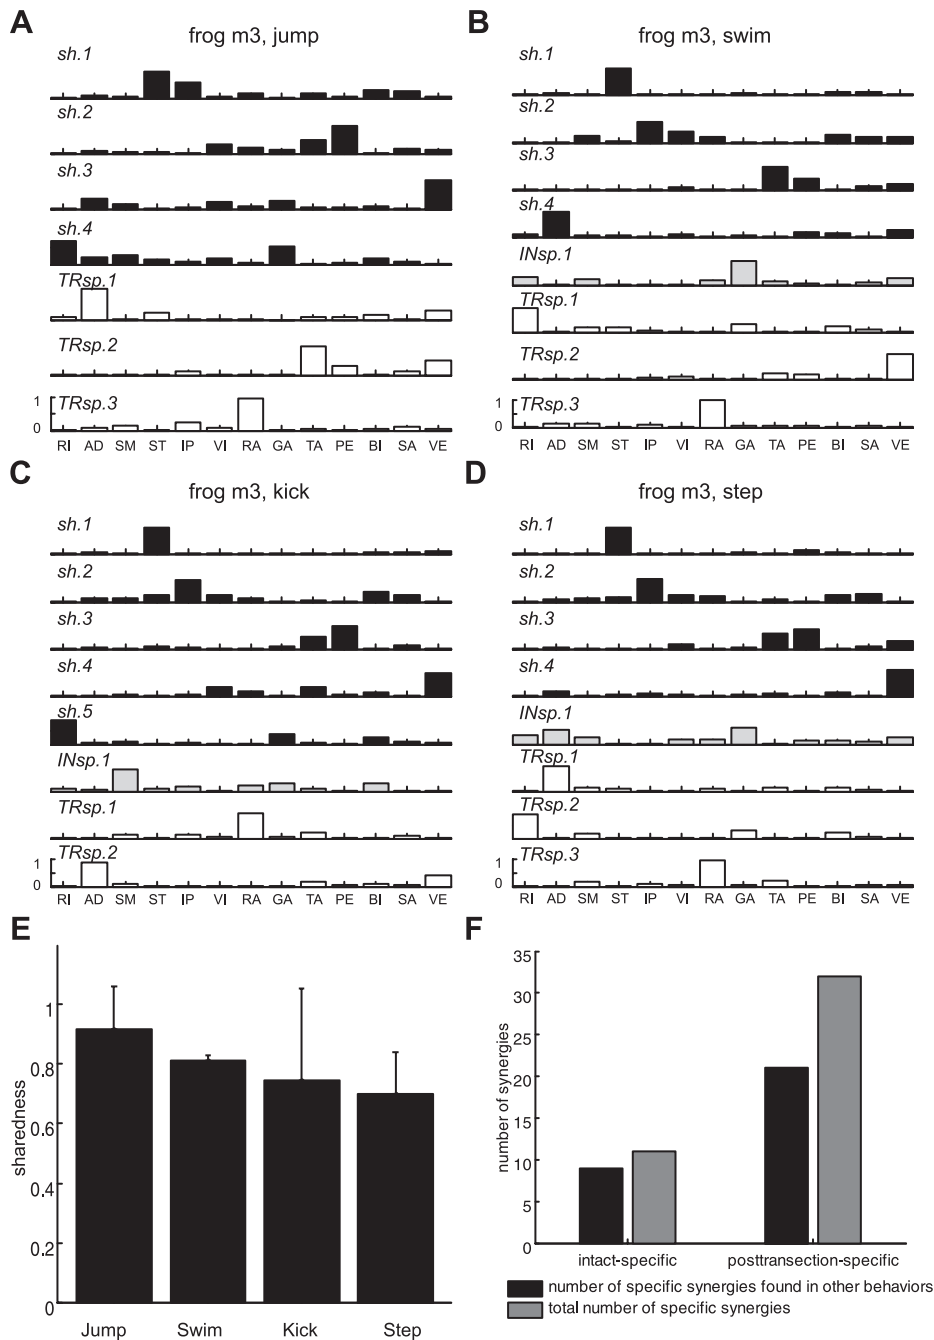 A
frog m3, jump
sh.1
sh.2
sh.3
sh.4
TRsp.1
TRsp.2
TRsp.3
1
0
RI AD SM ST IP VI RA GA TA PE BI SA VE
B
frog m3, swim
sh.1
sh.2
sh.3
sh.4
INsp.1
TRsp.1
TRsp.2
TRsp.3
1
0
RI AD SM ST IP VI RA GA TA PE BI SA VE
C
frog m3, kick
sh.1
sh.2
sh.3
sh.4
sh.5
INsp.1
TRsp.1
TRsp.2
1
0
RI AD SM ST IP VI RA GA TA PE BI SA VE
D
frog m3, step
sh.1
sh.2
sh.3
sh.4
INsp.1
TRsp.1
TRsp.2
TRsp.3
1
0
RI AD SM ST IP VI RA GA TA PE BI SA VE
E
sharedness
1
0.8
0.6
0.4
0.2
0
Jump Swim Kick Step
F
number of synergies
35
30
25
20
15
10
5
0
intact-specific posttransection-specific
number of specific synergies found in other behaviors
total number of specific synergies